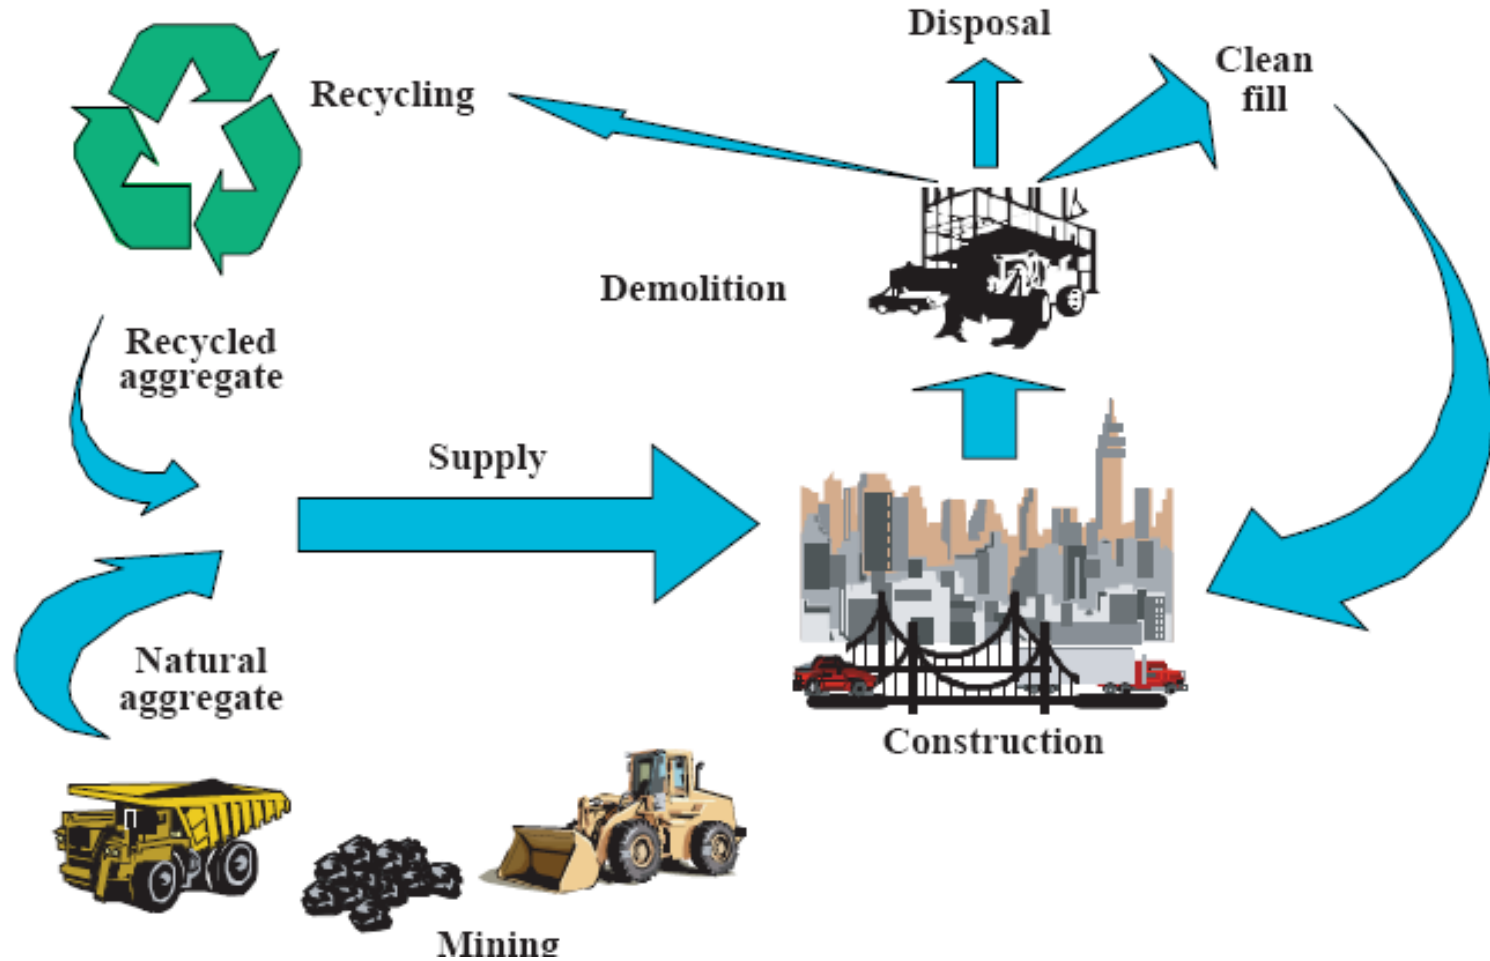 Disposal
Clean
fill
Recycling
Demolition
Recycled
aggregate
Supply
Natural
aggregate
Construction
Mining